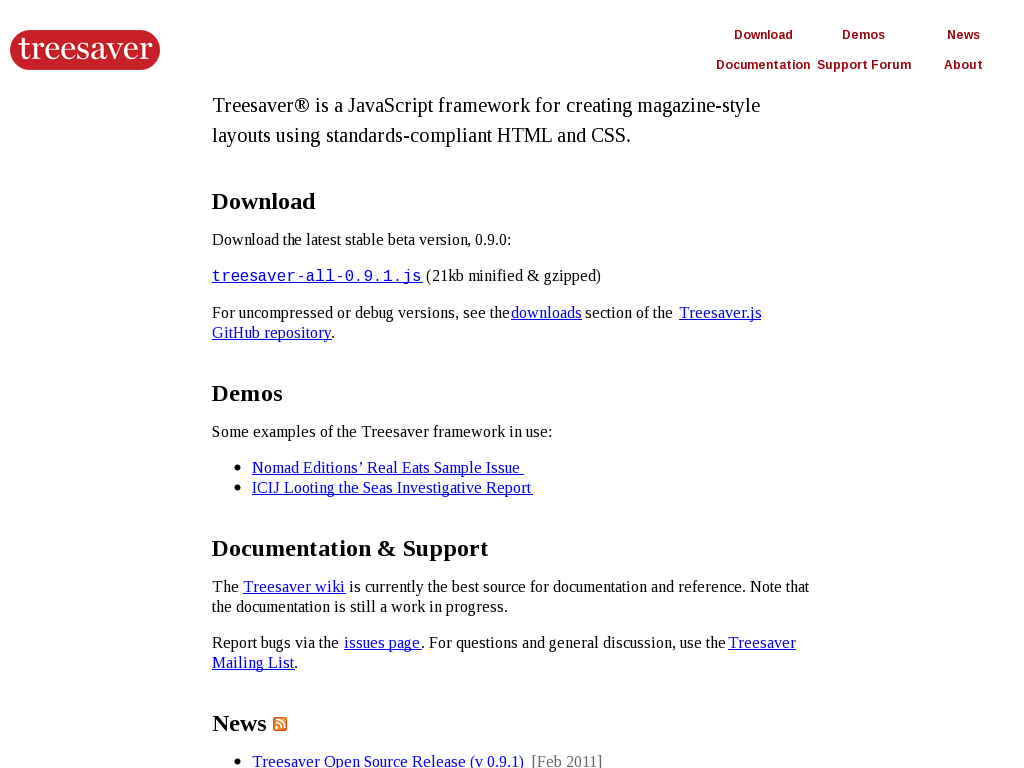 treesaver
Download Demos News
Documentation Support Forum About
Treesaver® is a JavaScript framework for creating magazine-style
layouts using standards-compliant HTML and CSS.
Download
Download the latest stable beta version, 0.9.0:
treesaver-all-0.9.1.js (21kb minified & gzipped)
For uncompressed or debug versions, see the downloads section of the Treesaver.js
GitHub repository.
Demos
Some examples of the Treesaver framework in use:
Nomad Editions’ Real Eats Sample Issue
ICIJ Looting the Seas Investigative Report
Documentation & Support
The Treesaver wiki is currently the best source for documentation and reference. Note that
the documentation is still a work in progress.
Report bugs via the issues page. For questions and general discussion, use the Treesaver
Mailing List.
News
Treesaver Open Source Release (v 0.9.1) [Feb 2011]